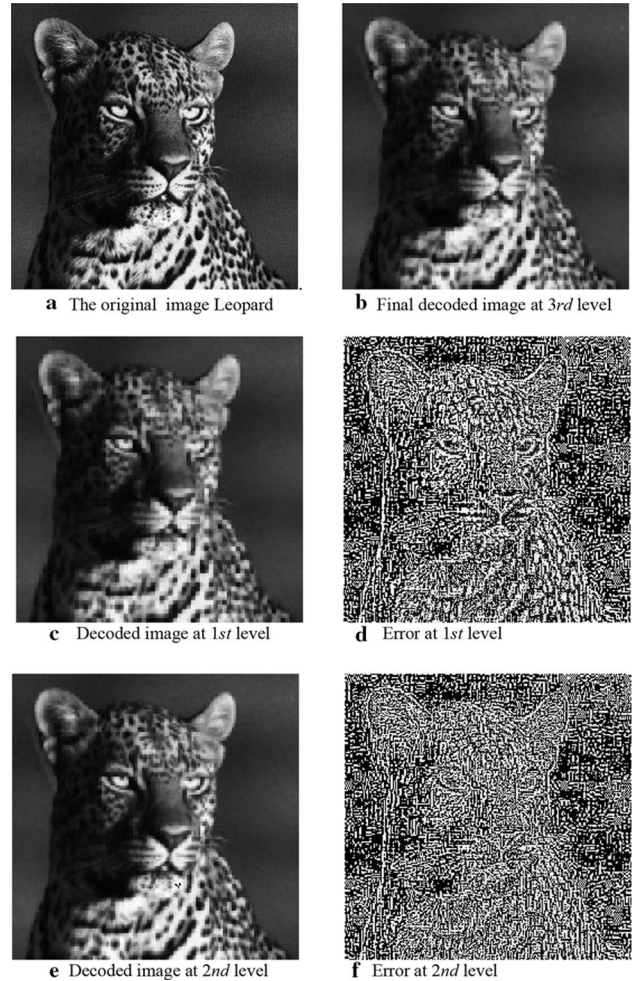 a The original image Leopard
b Final decoded image at 3rd level
c Decoded image at 1st level
d Error at 1st level
e Decoded image at 2nd level
f Error at 2nd level